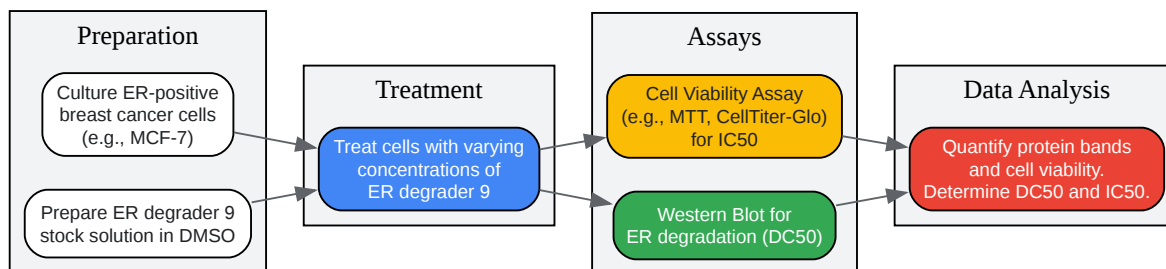 Preparation
Culture ER-positive
breast cancer cells
(e.g., MCF-7)
Prepare ER degrader 9
stock solution in DMSO
Treatment
Treat cells with varying
concentrations of
ER degrader 9
Assays
Cell Viability Assay
(e.g., MTT, CellTiter-Glo)
for IC50
Western Blot for
ER degradation (DC50)
Data Analysis
Quantify protein bands
and cell viability.
Determine DC50 and IC50.